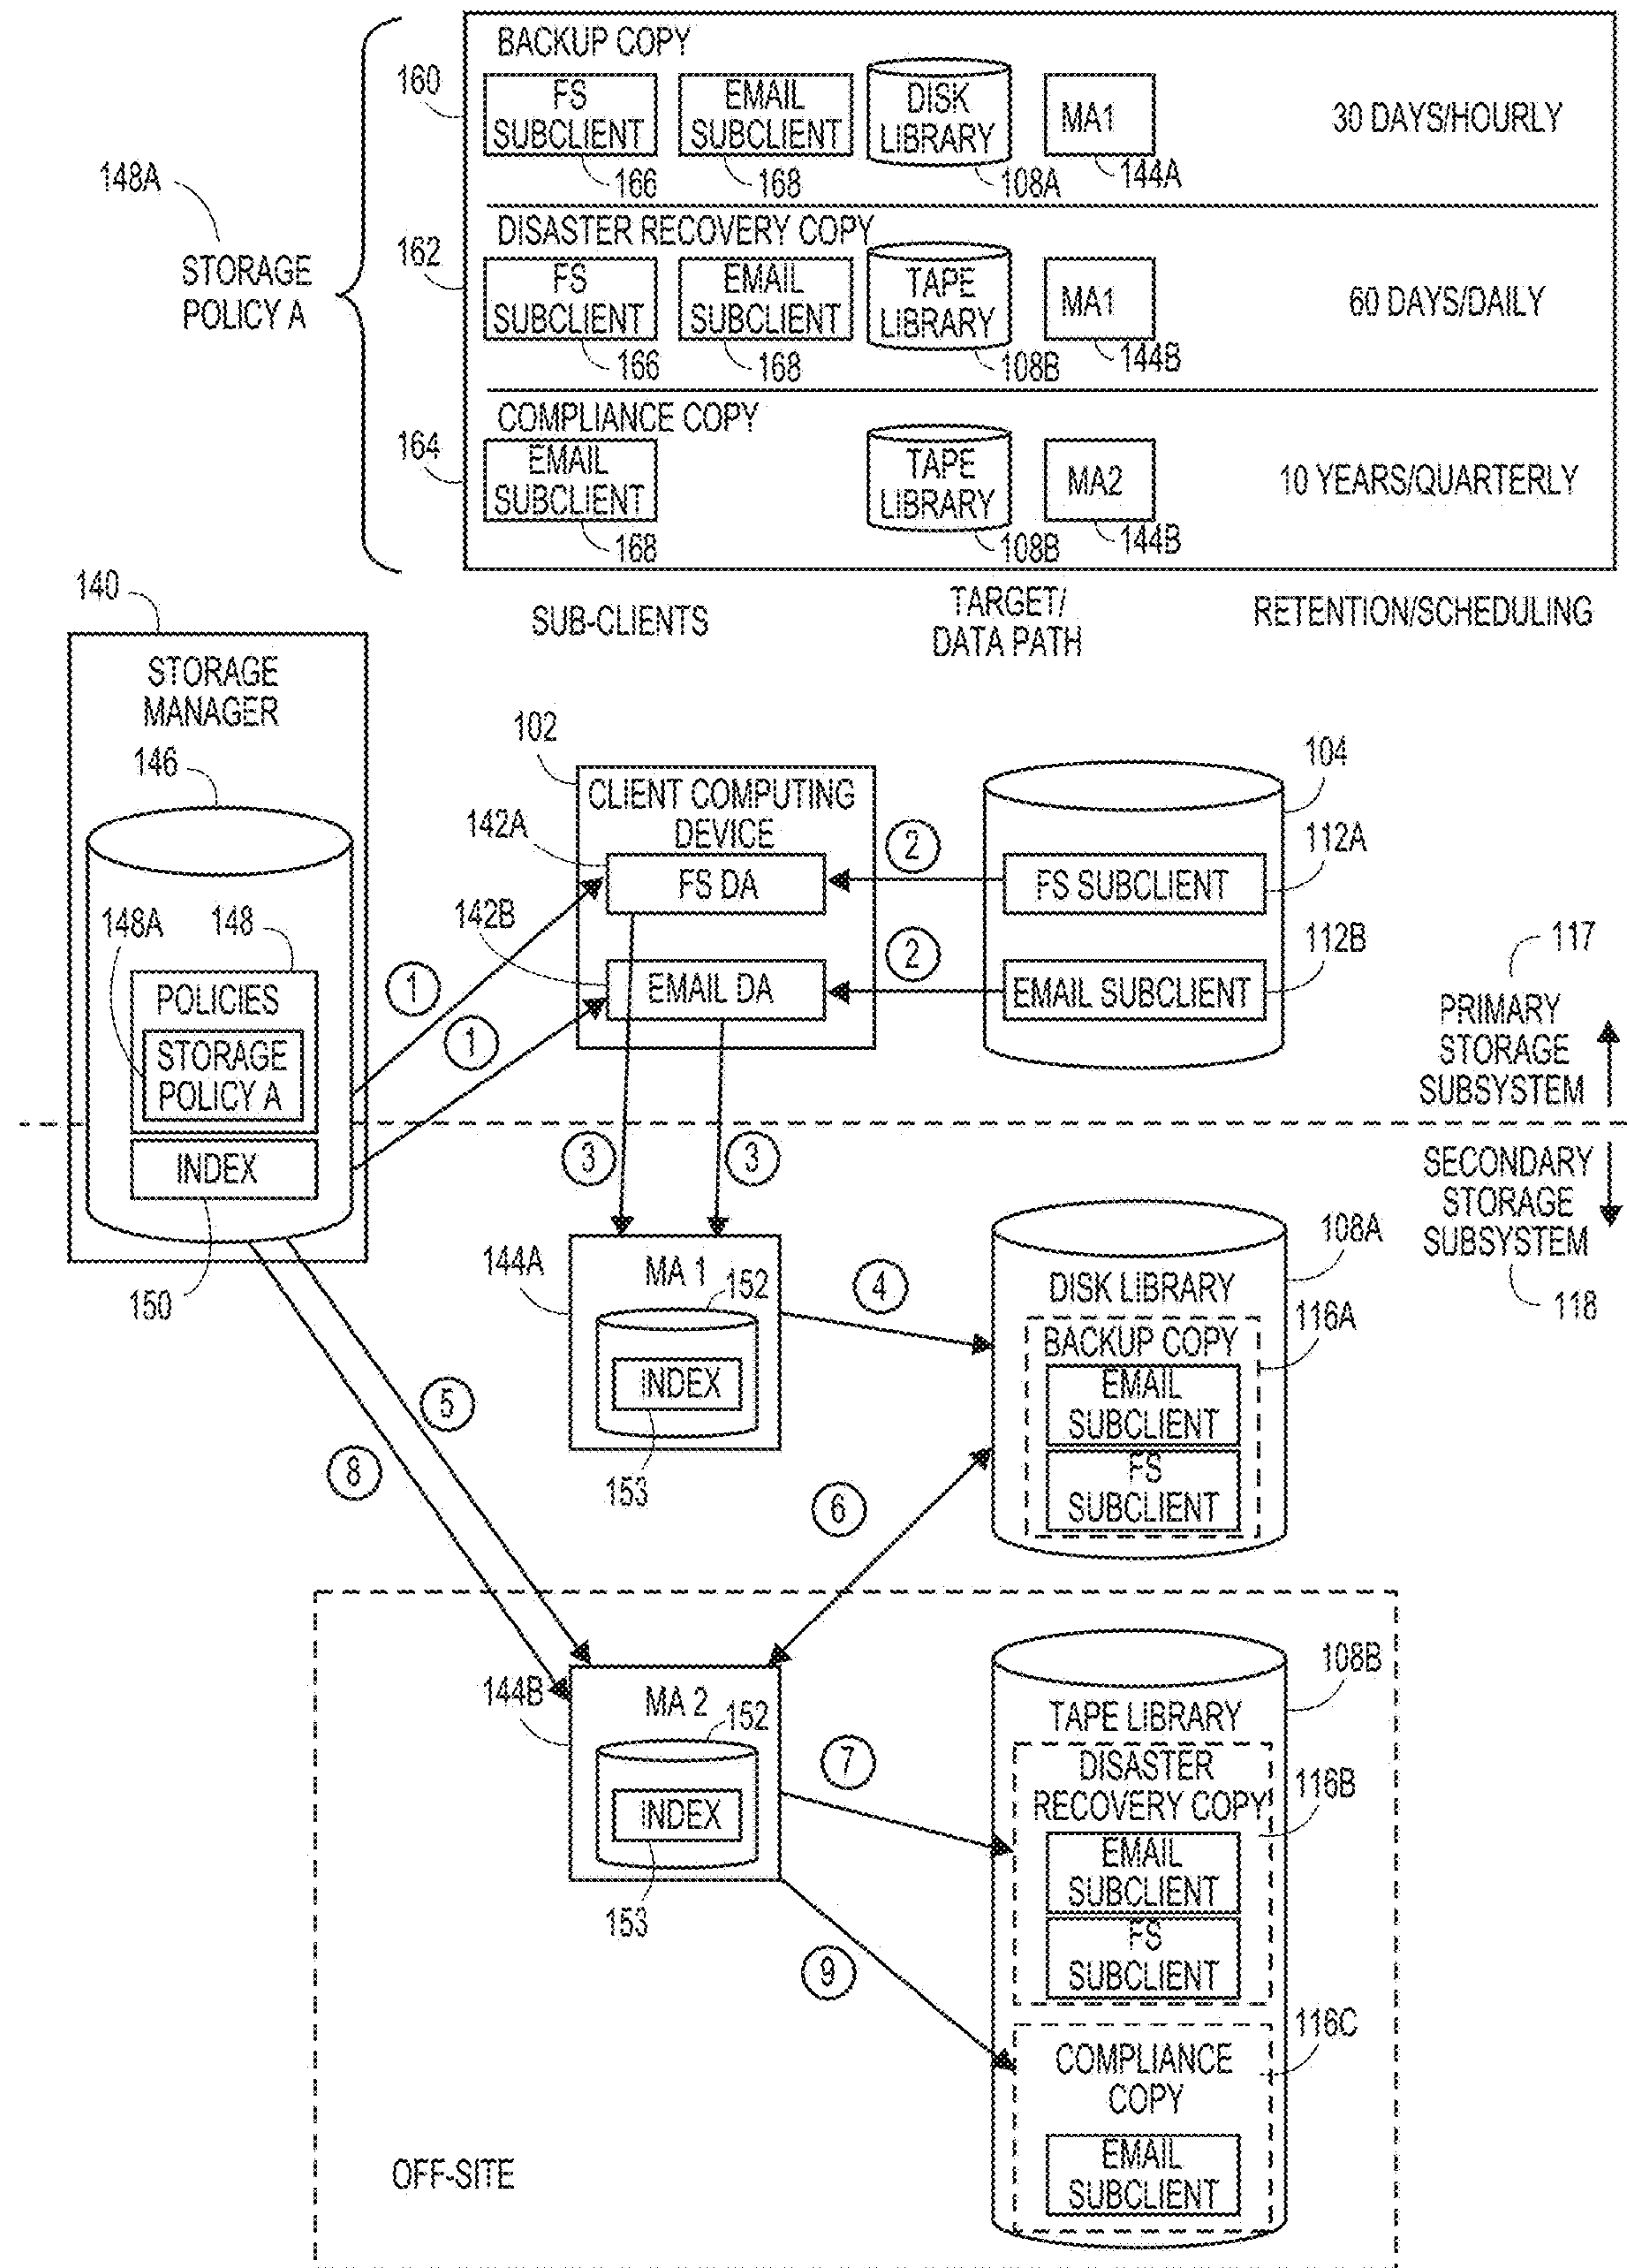 BACKUP COPY
160
FS
SUBCLIENT
166
EMAIL
SUBCLIENT
168
DISK
LIBRARY
108A
MA1
144A
30 DAYS/HOURLY
148A
STORAGE
POLICY A
DISASTER RECOVERY COPY
162
FS
SUBCLIENT
166
EMAIL
SUBCLIENT
168
TAPE
LIBRARY
108B
MA1
144B
60 DAYS/DAILY
COMPLIANCE COPY
164
EMAIL
SUBCLIENT
168
TAPE
LIBRARY
108B
MA2
144B
10 YEARS/QUARTERLY
SUB-CLIENTS
TARGET/
DATA PATH
RETENTION/SCHEDULING
140
STORAGE
MANAGER
146
148A
148
POLICIES
STORAGE
POLICY A
INDEX
150
102
CLIENT COMPUTING
DEVICE
142A
FS DA
142B
EMAIL DA
104
FS SUBCLIENT
112A
EMAIL SUBCLIENT
112B
1
1
2
2
117
PRIMARY
STORAGE
SUBSYSTEM
SECONDARY
STORAGE
SUBSYSTEM
118
3
3
144A
MA 1
152
INDEX
153
4
108A
DISK LIBRARY
116A
BACKUP COPY
EMAIL
SUBCLIENT
FS
SUBCLIENT
5
8
6
144B
MA 2
152
INDEX
153
7
9
108B
TAPE LIBRARY
DISASTER
RECOVERY COPY
116B
EMAIL
SUBCLIENT
FS
SUBCLIENT
116C
COMPLIANCE
COPY
EMAIL
SUBCLIENT
OFF-SITE